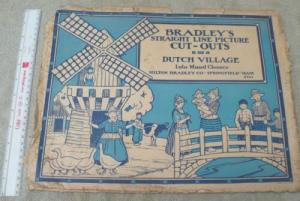 BRADLEY'S
STRAIGHT LINE PICTURE
CUT-OUTS
DUTCH VILLAGE
MILTON BRADLEY CO · SPRINGFIELD MASS